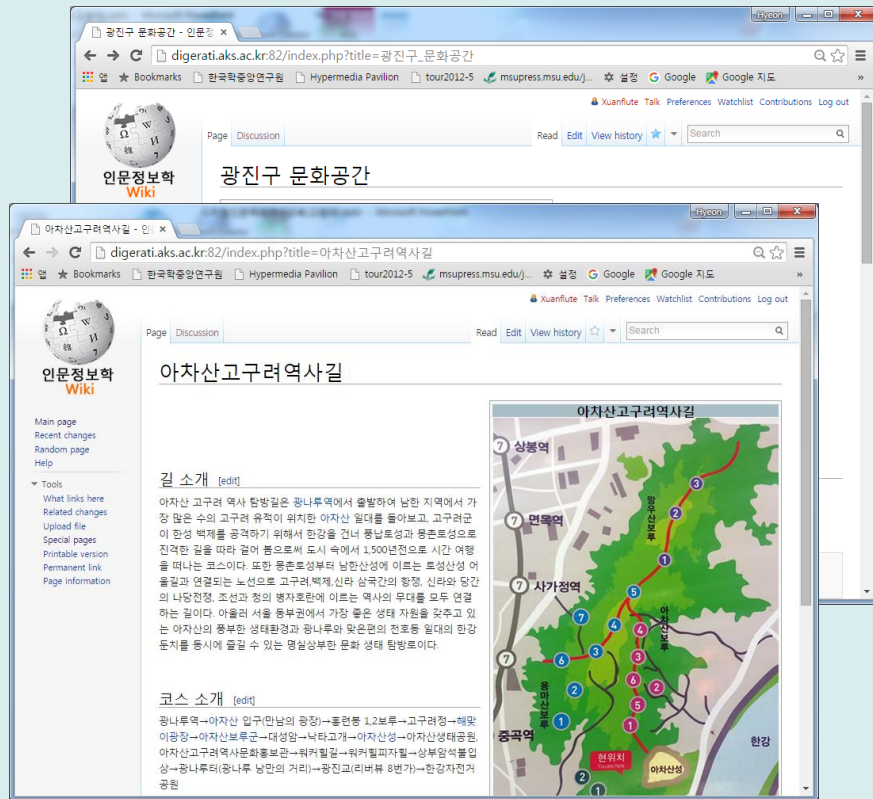 Hyeon
광진구 문화공간 - 인문정
digerati.aks.ac.kr:82/index.php?title=광진구_문화공간
앱 Bookmarks 한국학중앙연구원 Hypermedia Pavilion tour2012-5 msupress.msu.edu/j... 설정 Google Google 지도 »
Xuanflute Talk Preferences Watchlist Contributions Log out
Page Discussion Read Edit View history Search
인문정보학
Wiki
광진구 문화공간
Hyeon
아차산고구려역사길 - 인
digerati.aks.ac.kr:82/index.php?title=아차산고구려역사길
앱 Bookmarks 한국학중앙연구원 Hypermedia Pavilion tour2012-5 msupress.msu.edu/j... 설정 Google Google 지도 »
Xuanflute Talk Preferences Watchlist Contributions Log out
Page Discussion Read Edit View history Search
인문정보학
Wiki
Main page
Recent changes
Random page
Help
Tools
What links here
Related changes
Upload file
Special pages
Printable version
Permanent link
Page information
아차산고구려역사길
길 소개 [edit]
아차산 고구려 역사 탐방길은 광나루역에서 출발하여 남한 지역에서 가
장 많은 수의 고구려 유적이 위치한 아차산 일대를 돌아보고, 고구려군
이 한성 백제를 공격하기 위해서 한강을 건너 풍납토성과 몽촌토성으로
진격한 길을 따라 걸어 봄으로써 도시 속에서 1,500년전으로 시간 여행
을 떠나는 코스이다. 또한 몽촌토성부터 남한산성에 이르는 토성산성 어
울길과 연결되는 노선으로 고구려,백제,신라 삼국간의 항쟁, 신라와 당간
의 나당전쟁, 조선과 청의 병자호란에 이르는 역사의 무대를 모두 연결
하는 길이다. 아울러 서울 동부권에서 가장 좋은 생태 자원을 갖추고 있
는 아차산의 풍부한 생태환경과 광나루와 맞은편의 천호동 일대의 한강
둔치를 동시에 즐길 수 있는 명실상부한 문화 생태 탐방로이다.
코스 소개 [edit]
광나루역→아차산 입구(만남의 광장)→홍련봉 1,2보루→고구려정→해맞
이광장→아차산보루군→대성암→낙타고개→아차산성→아차산생태공원,
아차산고구려역사문화홍보관→워커힐길→워커힐피자힐→상부암석불입
상→광나루터(광나루 낭만의 거리)→광진교(리버뷰 8번가)→한강자전거
공원
아차산고구려역사길
7 상봉역
7 면목역
7 사가정역
7
중곡역
망우산보루
3
2
1
5
아차산보루
7
4
4
3
3
6
6
2
2
5
용마산보루
1
1
현위치
2
1
아차산성
한강